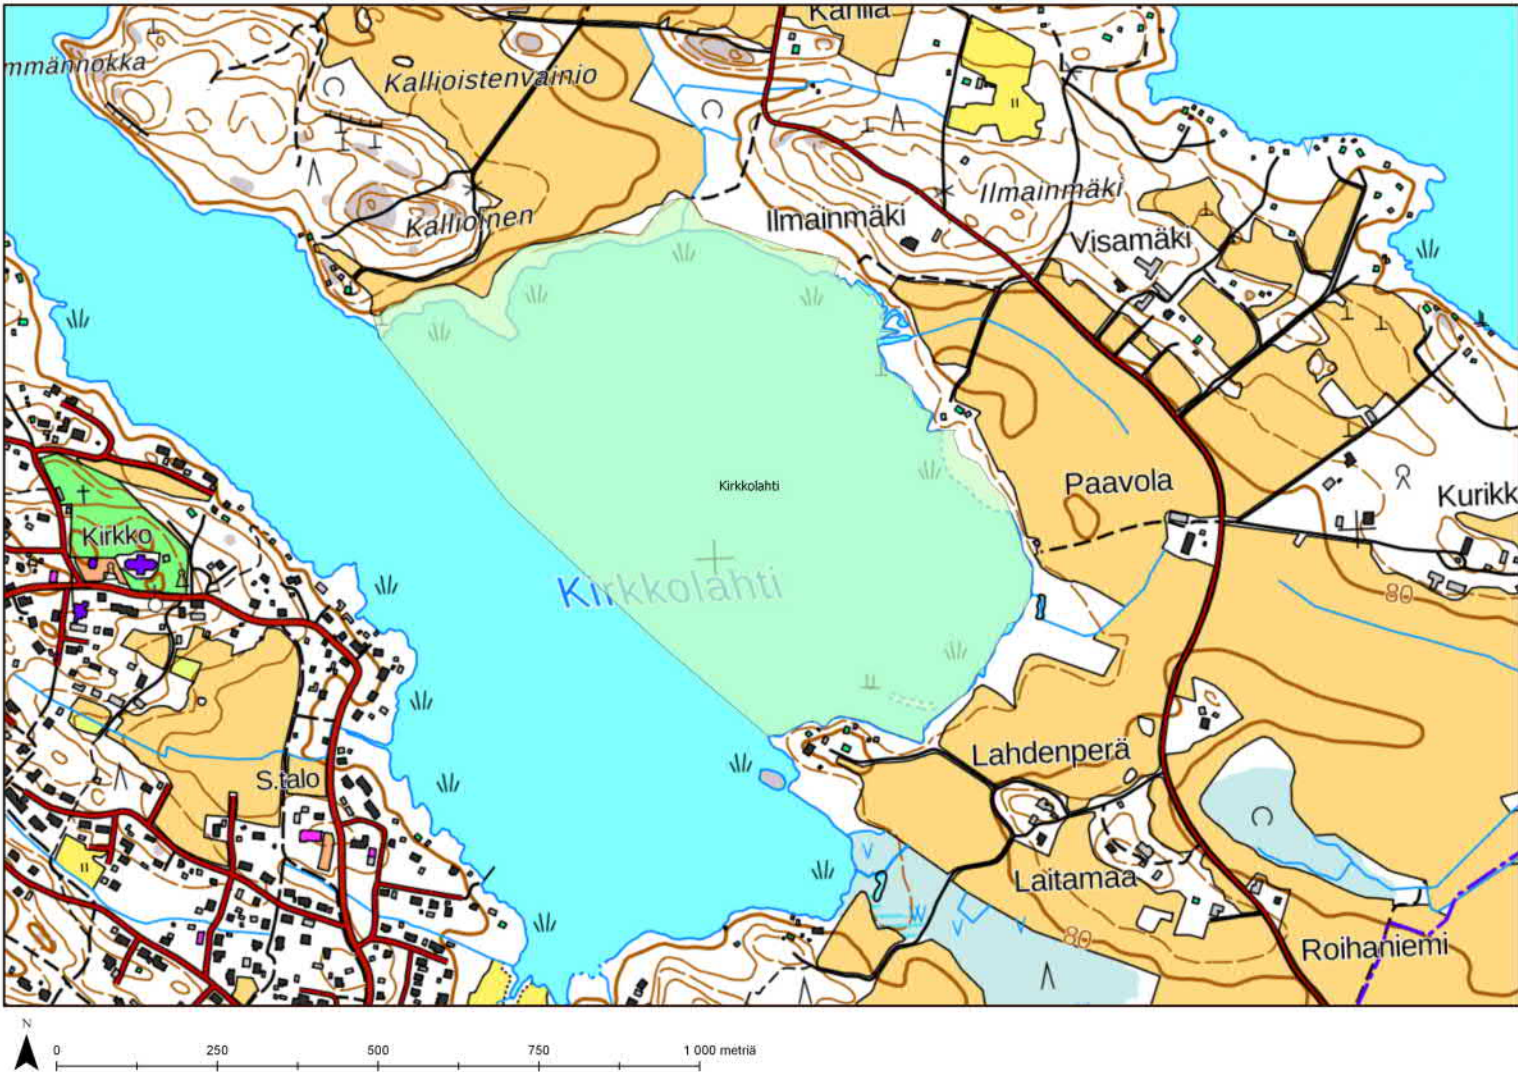 mmännokka
Kallioistenvainio
Kallioinen
Ilmainmäki
Ilmainmäki
Visamäki
Kirkkolahti
Paavola
Kurikk
Kirkko
Kirkkolahti
80
S.talo
Lahdenperä
Laitamaa
80
Roihaniemi
N
0 250 500 750 1 000 metriä